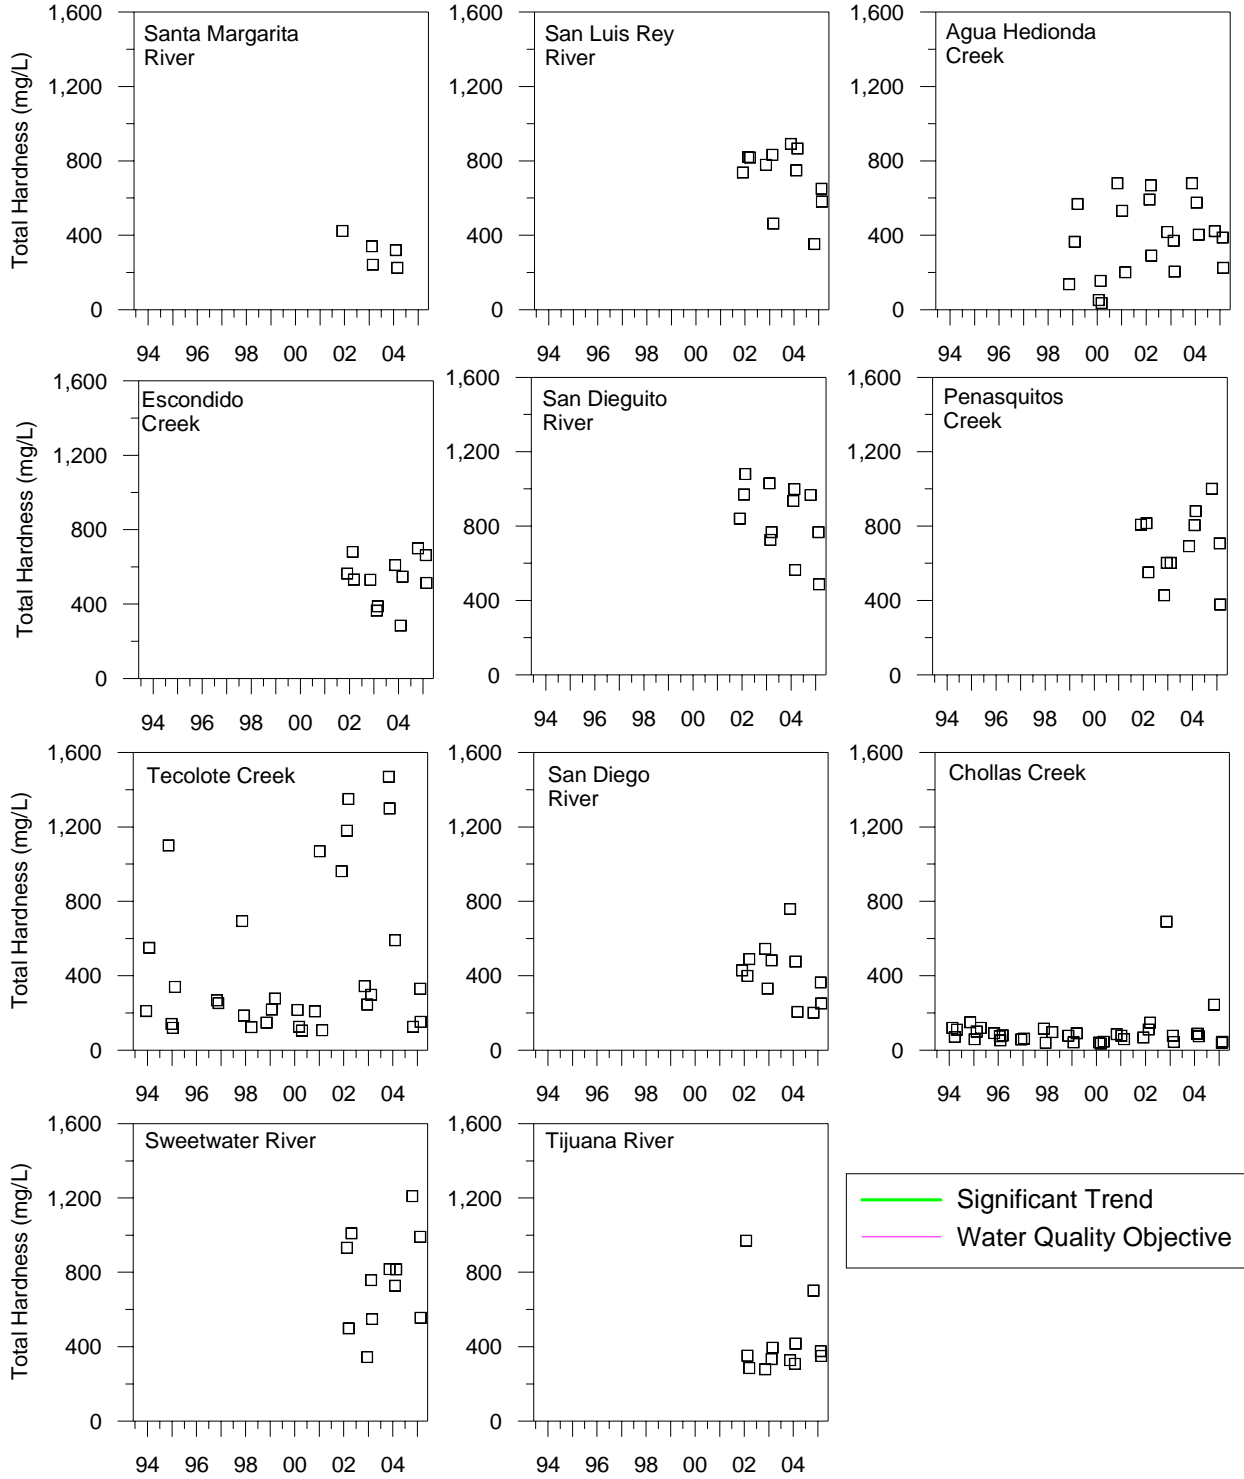 Total Hardness (mg/L)
1,600
1,200
800
400
0
Santa Margarita
River
94 96 98 00 02 04
1,600
1,200
800
400
0
San Luis Rey
River
94 96 98 00 02 04
1,600
1,200
800
400
0
Agua Hedionda
Creek
94 96 98 00 02 04
Total Hardness (mg/L)
1,600
1,200
800
400
0
Escondido
Creek
94 96 98 00 02 04
1,600
1,200
800
400
0
San Dieguito
River
94 96 98 00 02 04
1,600
1,200
800
400
0
Penasquitos
Creek
94 96 98 00 02 04
Total Hardness (mg/L)
1,600
1,200
800
400
0
Tecolote Creek
94 96 98 00 02 04
1,600
1,200
800
400
0
San Diego
River
94 96 98 00 02 04
1,600
1,200
800
400
0
Chollas Creek
94 96 98 00 02 04
Total Hardness (mg/L)
1,600
1,200
800
400
0
Sweetwater River
94 96 98 00 02 04
1,600
1,200
800
400
0
Tijuana River
94 96 98 00 02 04
Significant Trend
Water Quality Objective